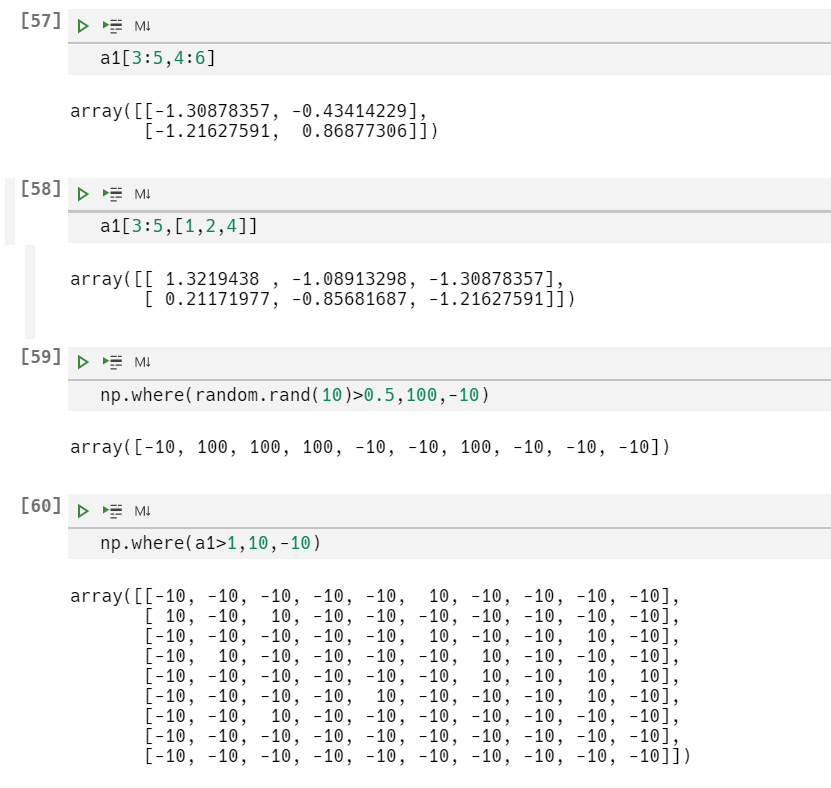 [57]
M↓
a1[3:5,4:6]
array([[-1.30878357, -0.43414229],
       [-1.21627591,  0.86877306]])
[58]
M↓
a1[3:5,[1,2,4]]
array([[ 1.3219438 , -1.08913298, -1.30878357],
       [ 0.21171977, -0.85681687, -1.21627591]])
[59]
M↓
np.where(random.rand(10)>0.5,100,-10)
array([-10, 100, 100, 100, -10, -10, 100, -10, -10, -10])
[60]
M↓
np.where(a1>1,10,-10)
array([[-10, -10, -10, -10, -10,  10, -10, -10, -10, -10],
       [ 10, -10,  10, -10, -10, -10, -10, -10, -10, -10],
       [-10, -10, -10, -10, -10,  10, -10, -10,  10, -10],
       [-10,  10, -10, -10, -10, -10,  10, -10, -10, -10],
       [-10, -10, -10, -10, -10, -10,  10, -10,  10,  10],
       [-10, -10, -10, -10,  10, -10, -10, -10,  10, -10],
       [-10, -10,  10, -10, -10, -10, -10, -10, -10, -10],
       [-10, -10, -10, -10, -10, -10, -10, -10, -10, -10],
       [-10, -10, -10, -10, -10, -10, -10, -10, -10, -10]])